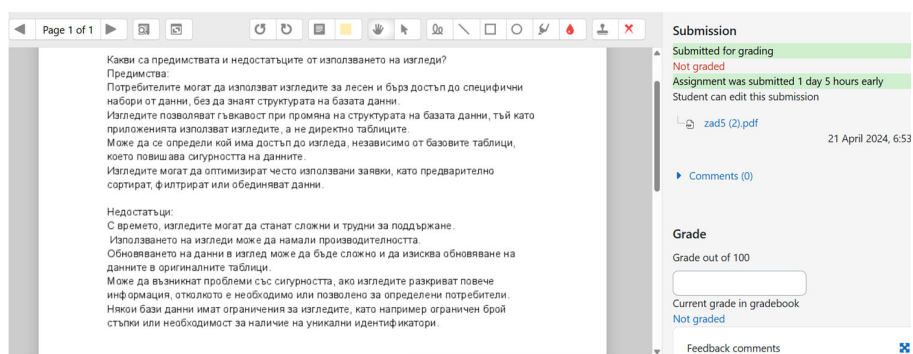 Page 1 of 1
Какви са предимствата и недостатъците от използването на изгледи?
Предимства:
Потребителите могат да използват изгледите за лесен и бърз достъп до специфични
набори от данни, без да знаят структурата на базата данни.
Изгледите позволяват гъвкавост при промяна на структурата на базата данни, тъй като
приложенията използват изгледите, а не директно таблиците.
Може да се определи кой има достъп до изгледа, независимо от базовите таблици,
което повишава сигурността на данните.
Изгледите могат да оптимизират често използвани заявки, като предварително
сортират, филтрират или обединяват данни.
Недостатъци:
С времето, изгледите могат да станат сложни и трудни за поддържане.
Използването на изгледи може да намали производителността.
Обновяването на данни в изглед може да бъде сложно и да изисква обновяване на
данните в оригиналните таблици.
Може да възникнат проблеми със сигурността, ако изгледите разкриват повече
информация, отколкото е необходимо или позволено за определени потребители.
Някои бази данни имат ограничения за изгледите, като например ограничен брой
стъпки или необходимост за наличие на уникални идентификатори.
Submission
Submitted for grading
Not graded
Assignment was submitted 1 day 5 hours early
Student can edit this submission
zad5 (2).pdf
21 April 2024, 6:53
Comments (0)
Grade
Grade out of 100
Current grade in gradebook
Not graded
Feedback comments